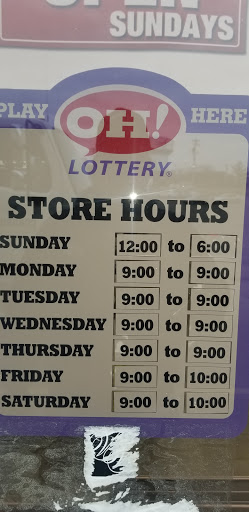 OPEN
SUNDAYS
PLAY OH! HERE
LOTTERY®
STORE HOURS
SUNDAY 12:00 to 6:00
MONDAY 9:00 to 9:00
TUESDAY 9:00 to 9:00
WEDNESDAY 9:00 to 9:00
THURSDAY 9:00 to 9:00
FRIDAY 9:00 to 10:00
SATURDAY 9:00 to 10:00